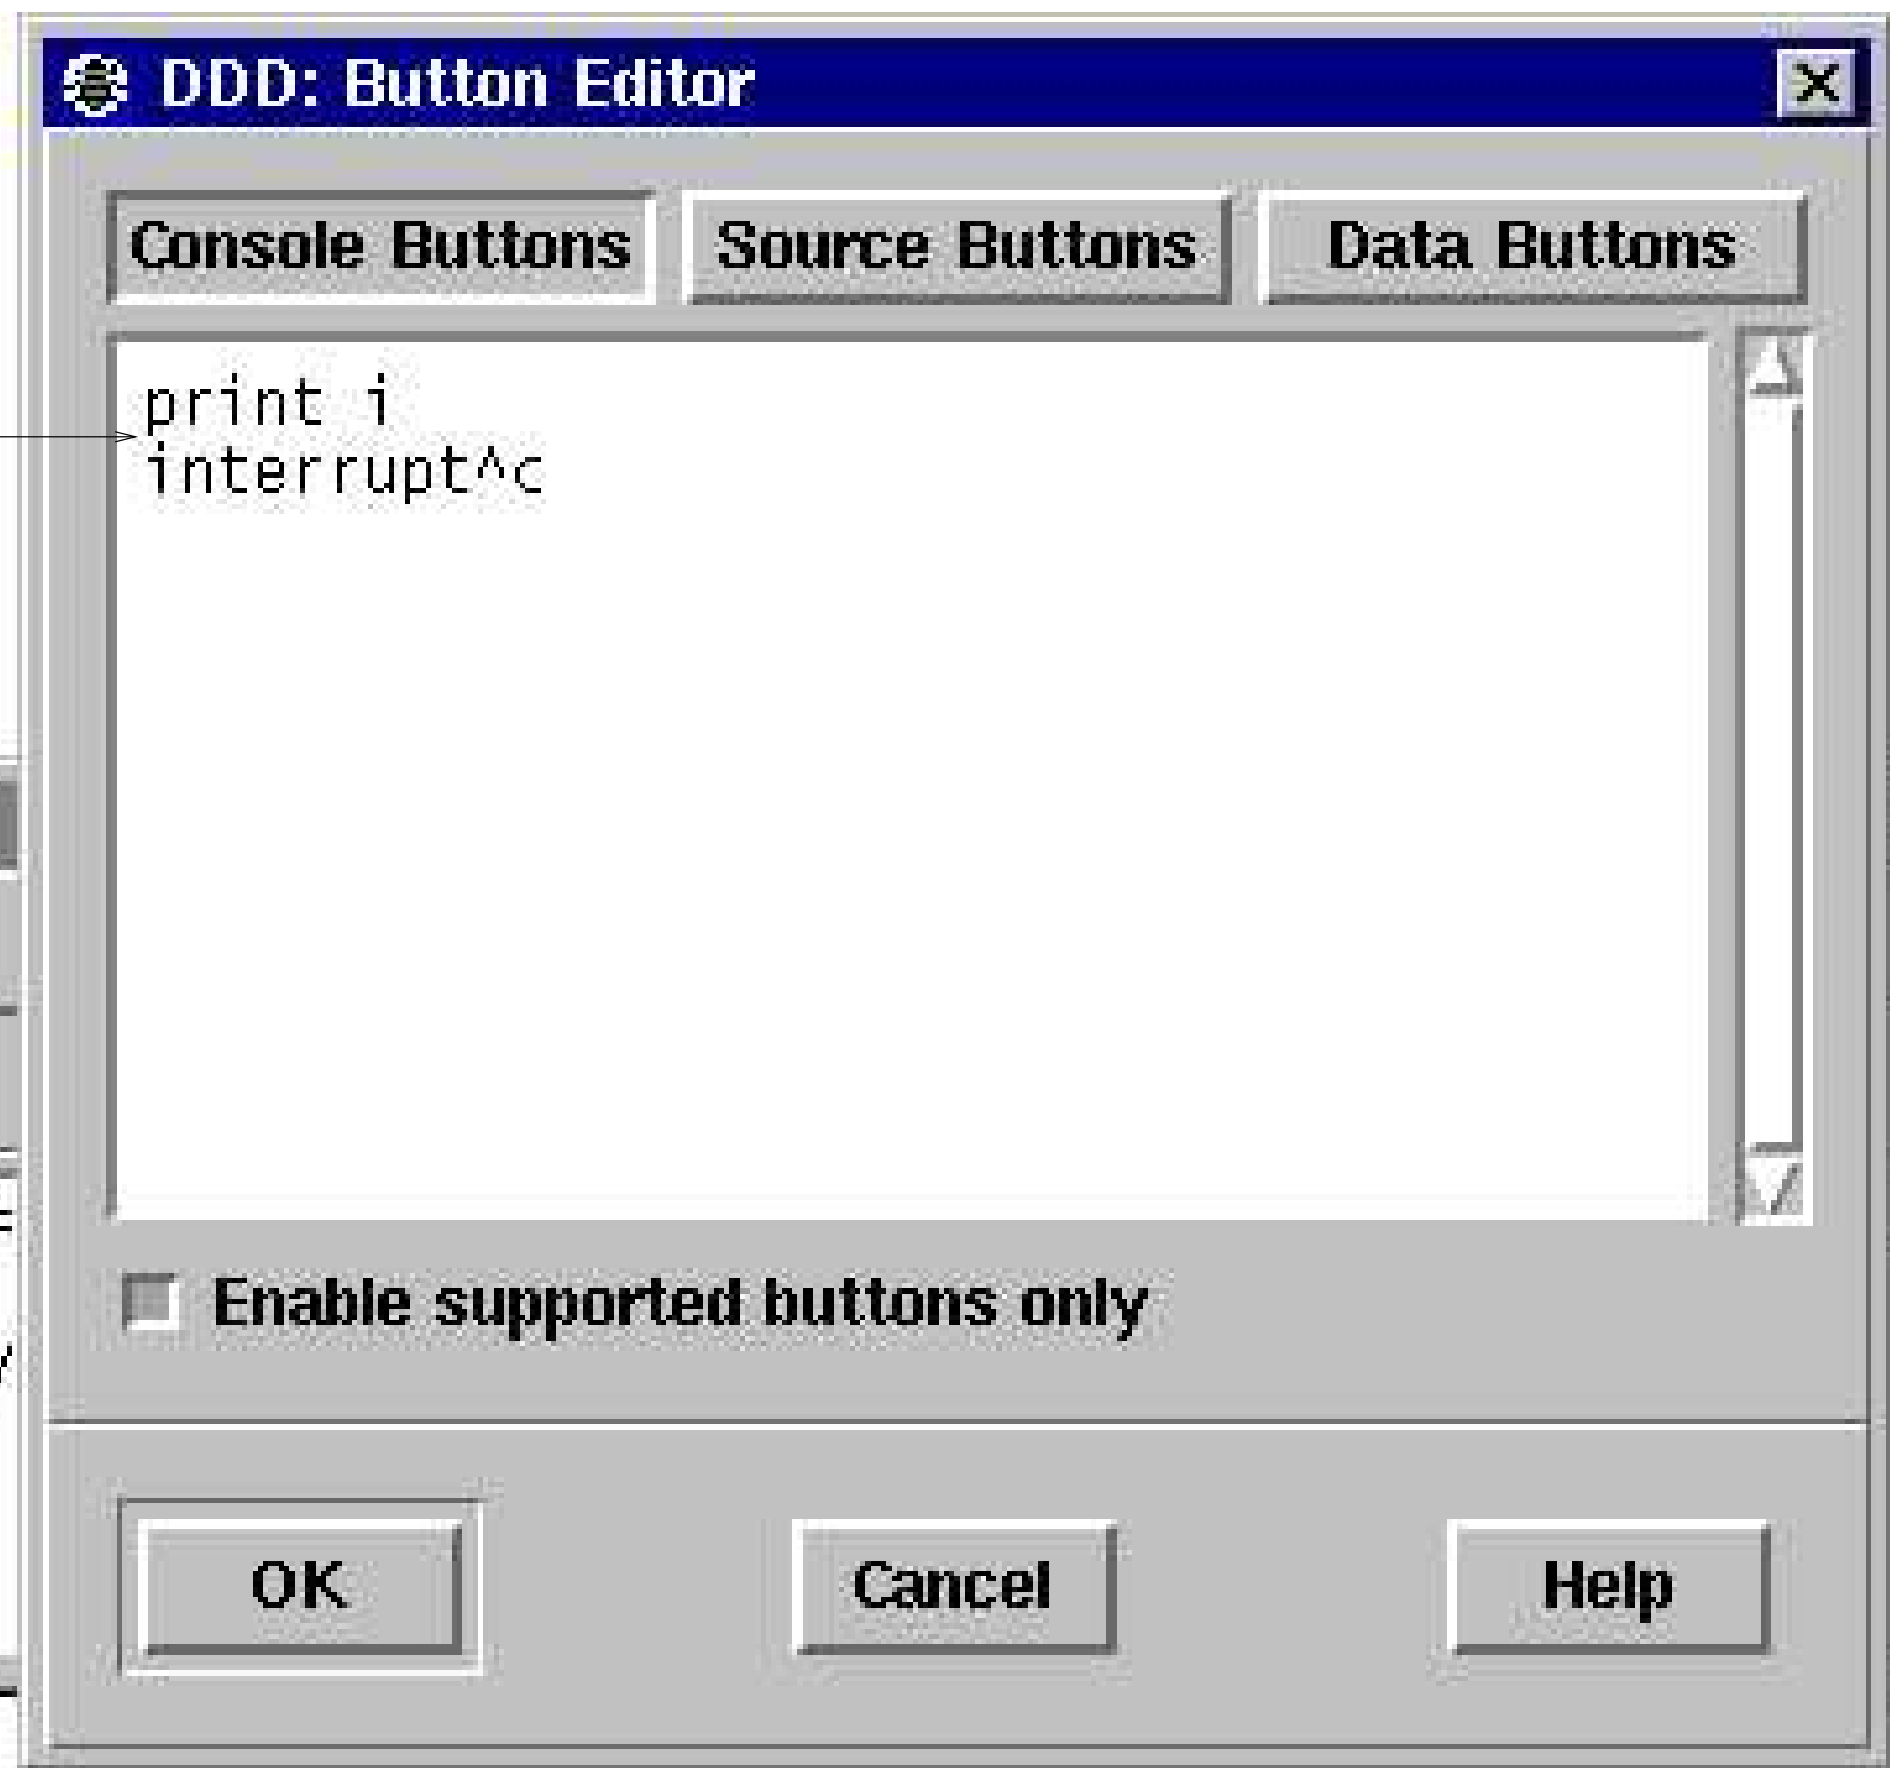 DDD: Button Editor
Console Buttons Source Buttons Data Buttons
print i
interrupt^c
Enable supported buttons only
OK Cancel Help